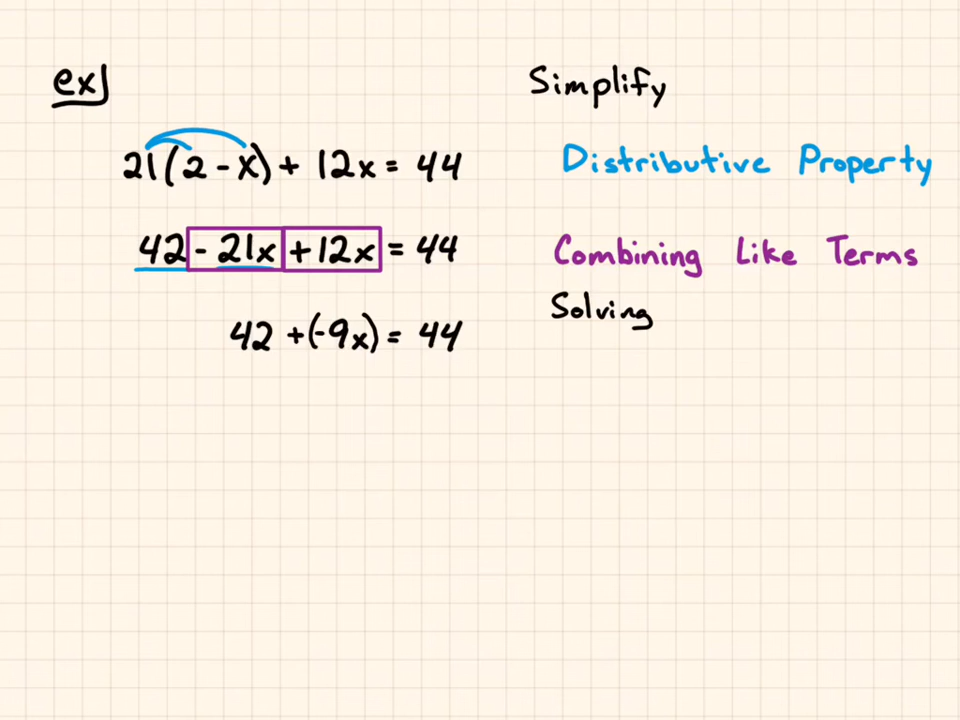 ex)
Simplify
21(2-x)+ 12x = 44
Distributive Property
42 - 21x +12x = 44
Combining Like Terms
Solving
42 +(-9x) = 44